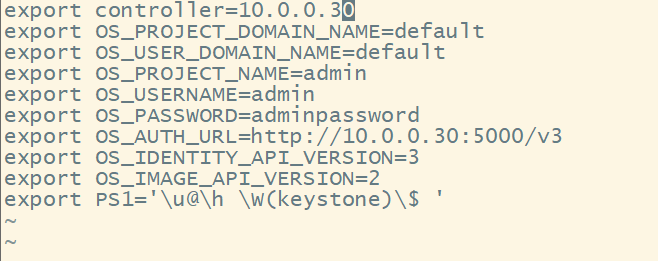 export controller=10.0.0.30
export OS_PROJECT_DOMAIN_NAME=default
export OS_USER_DOMAIN_NAME=default
export OS_PROJECT_NAME=admin
export OS_USERNAME=admin
export OS_PASSWORD=adminpassword
export OS_AUTH_URL=http://10.0.0.30:5000/v3
export OS_IDENTITY_API_VERSION=3
export OS_IMAGE_API_VERSION=2
export PS1='\u@\h \W(keystone)\$ '
~
~